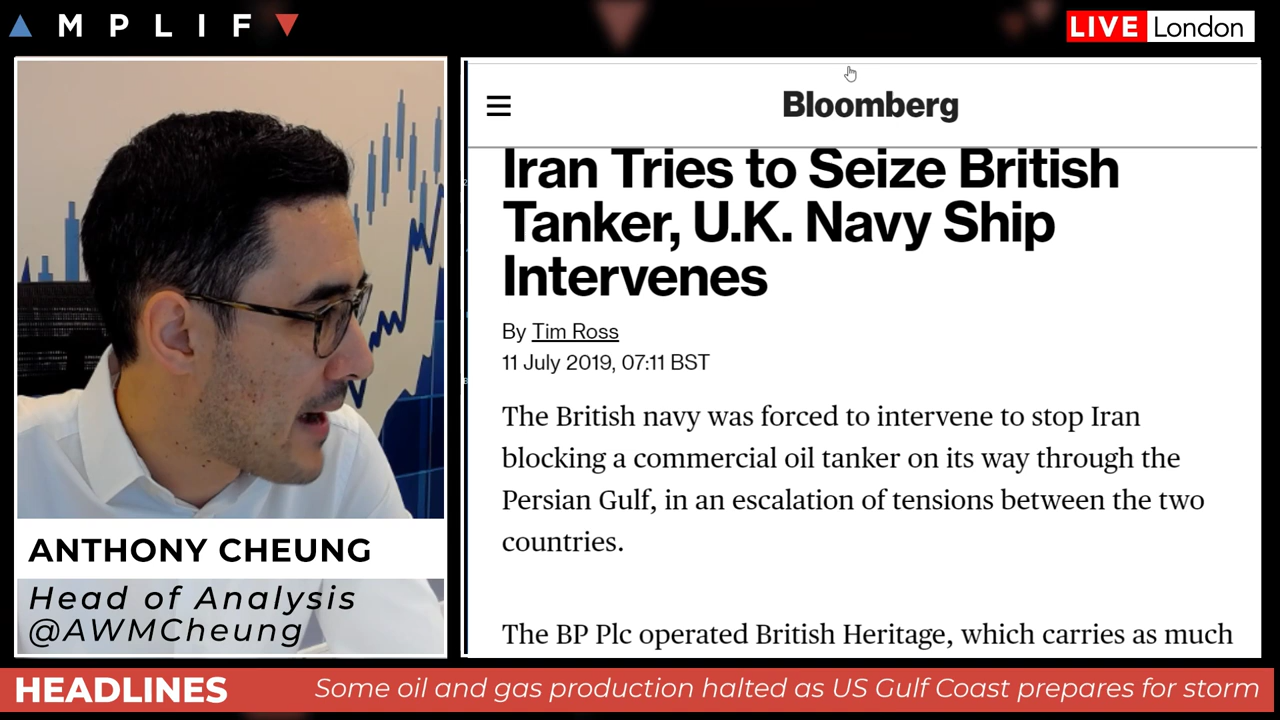 ▲ M P L I F ▼
LIVE London
Bloomberg
Iran Tries to Seize British
Tanker, U.K. Navy Ship
Intervenes
By Tim Ross
11 July 2019, 07:11 BST
The British navy was forced to intervene to stop Iran
blocking a commercial oil tanker on its way through the
Persian Gulf, in an escalation of tensions between the two
countries.
The BP Plc operated British Heritage, which carries as much
ANTHONY CHEUNG
Head of Analysis
@AWMCheung
HEADLINES Some oil and gas production halted as US Gulf Coast prepares for storm